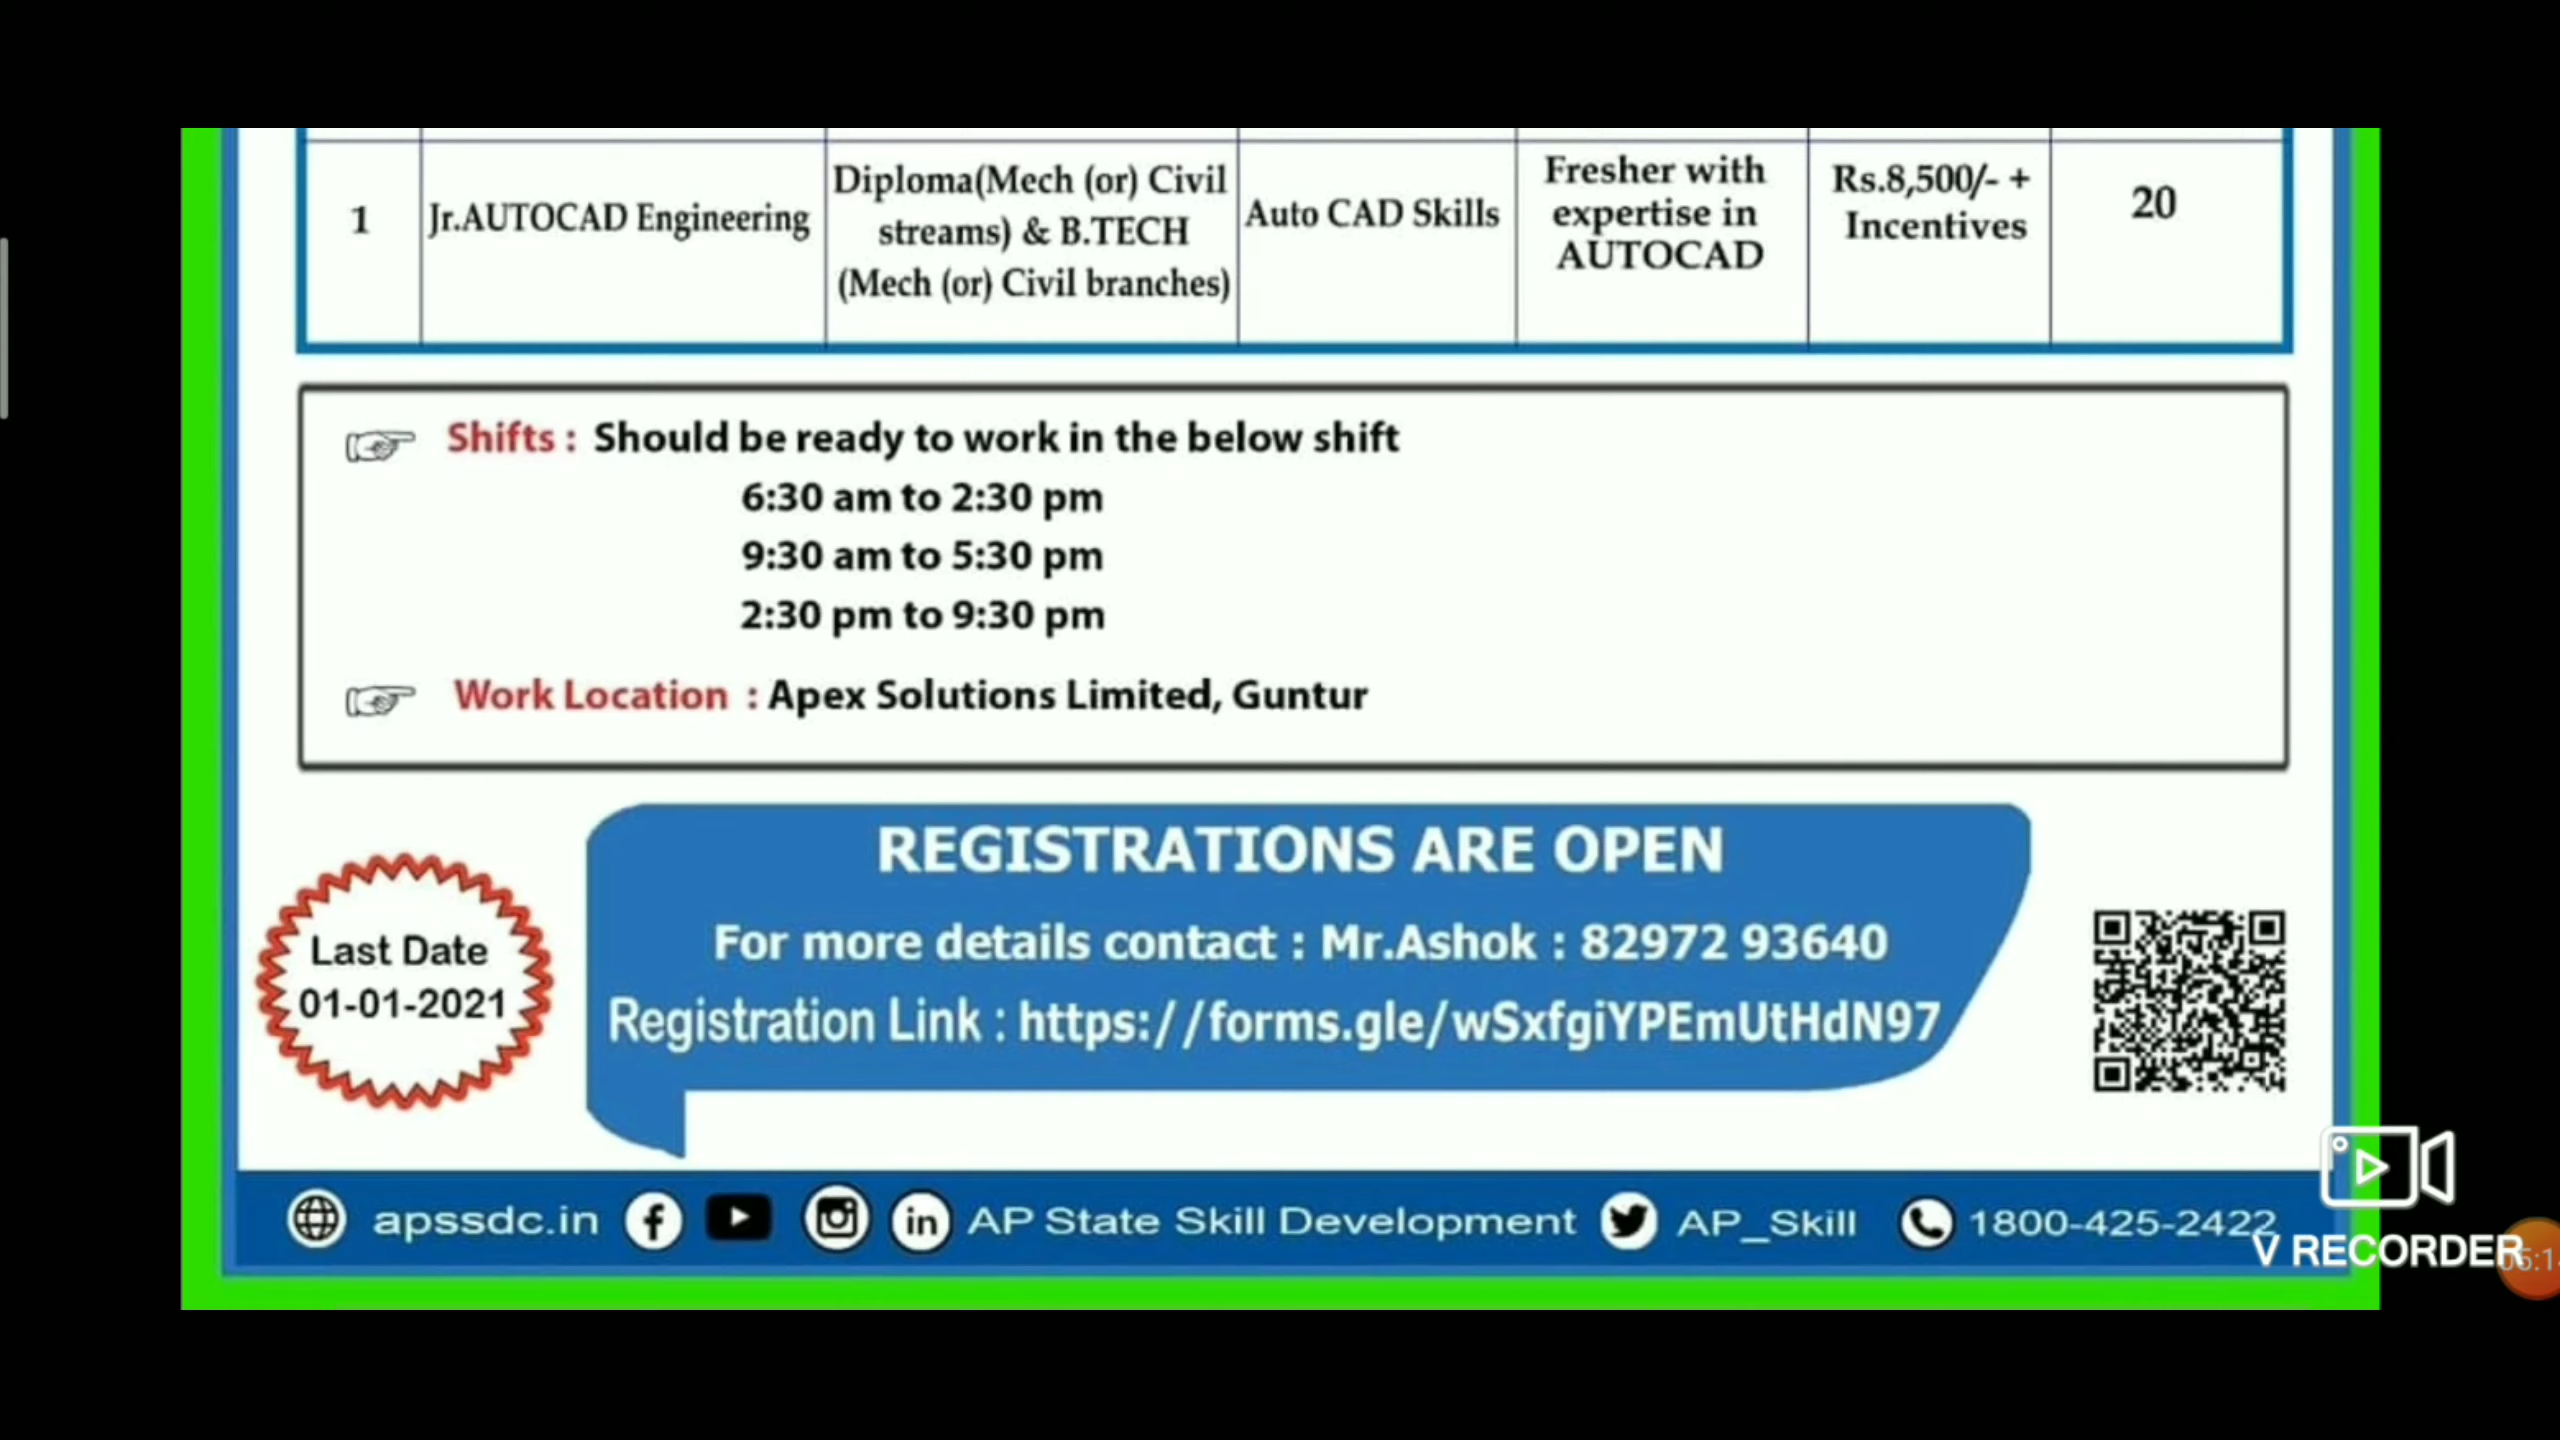 1
Jr.AUTOCAD Engineering
Diploma(Mech (or) Civil
streams) & B.TECH
(Mech (or) Civil branches)
Auto CAD Skills
Fresher with
expertise in
AUTOCAD
Rs.8,500/- +
Incentives
20
Shifts : Should be ready to work in the below shift
6:30 am to 2:30 pm
9:30 am to 5:30 pm
2:30 pm to 9:30 pm
Work Location : Apex Solutions Limited, Guntur
Last Date
01-01-2021
REGISTRATIONS ARE OPEN
For more details contact : Mr.Ashok : 82972 93640
Registration Link : https://forms.gle/wSxfgiYPEmUtHdN97
apssdc.in AP State Skill Development AP_Skill 1800-425-2422
V RECORDER